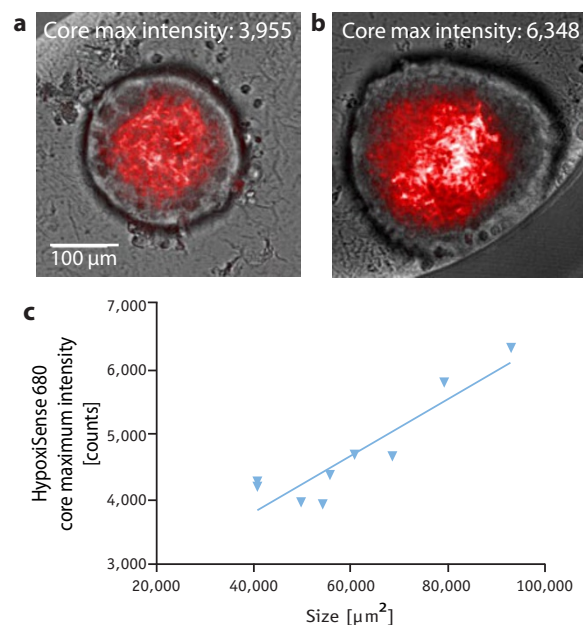 a
Core max intensity: 3,955
100 µm
b
Core max intensity: 6,348
c
HypoxiSense 680
core maximum intensity
[counts]
7,000
6,000
5,000
4,000
3,000
20,000
40,000
60,000
80,000
100,000
Size [µm²]